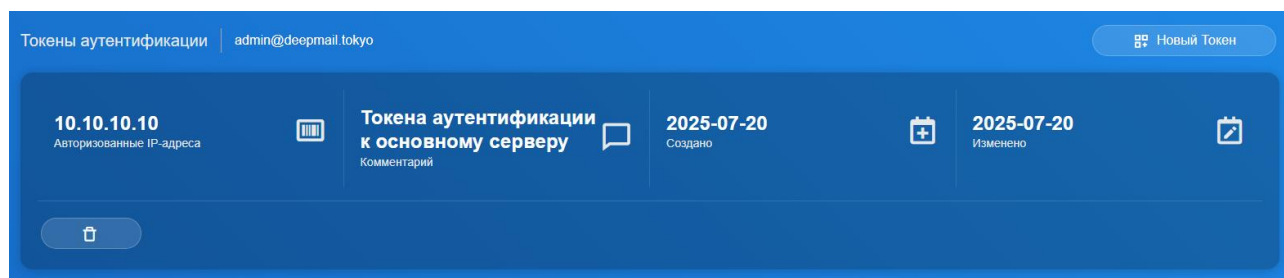 Токены аутентификации admin@deepmail.tokyo Новый Токен
10.10.10.10
Авторизованные IP-адреса
Токена аутентификации
к основному серверу
Комментарий
2025-07-20
Создано
2025-07-20
Изменено